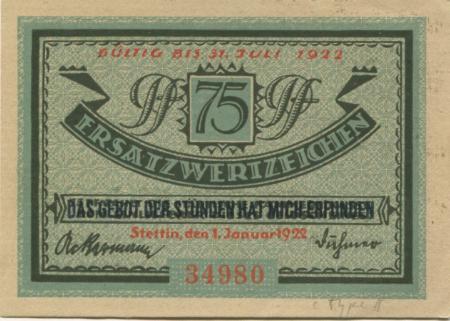 GÜLTIG BIS 31. JULI 1922
Pf 75 Pf
ERSATZWERTZEICHEN
DAS GEBOT DER STUNDEN HAT MICH ERFUNDEN
Stettin, den 1. Januar 1922
Ackermann
34980